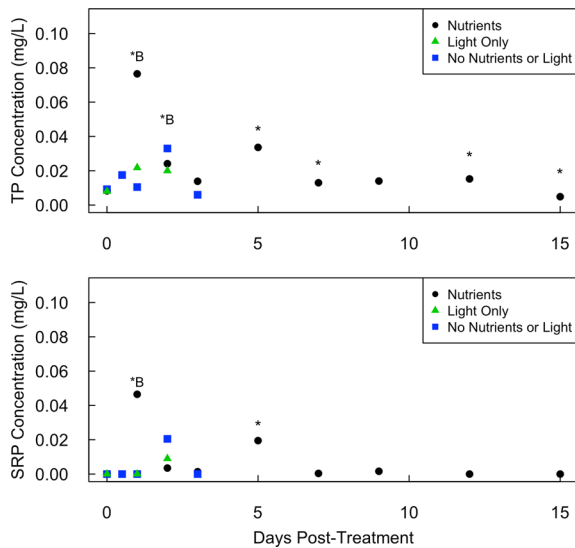 Nutrients
Light Only
No Nutrients or Light
TP Concentration (mg/L)
0.10
0.08
0.06
0.04
0.02
0.00
*B
*B
*
*
*
*
0
5
10
15
Nutrients
Light Only
No Nutrients or Light
SRP Concentration (mg/L)
0.10
0.08
0.06
0.04
0.02
0.00
*B
*
0
5
10
15
Days Post-Treatment